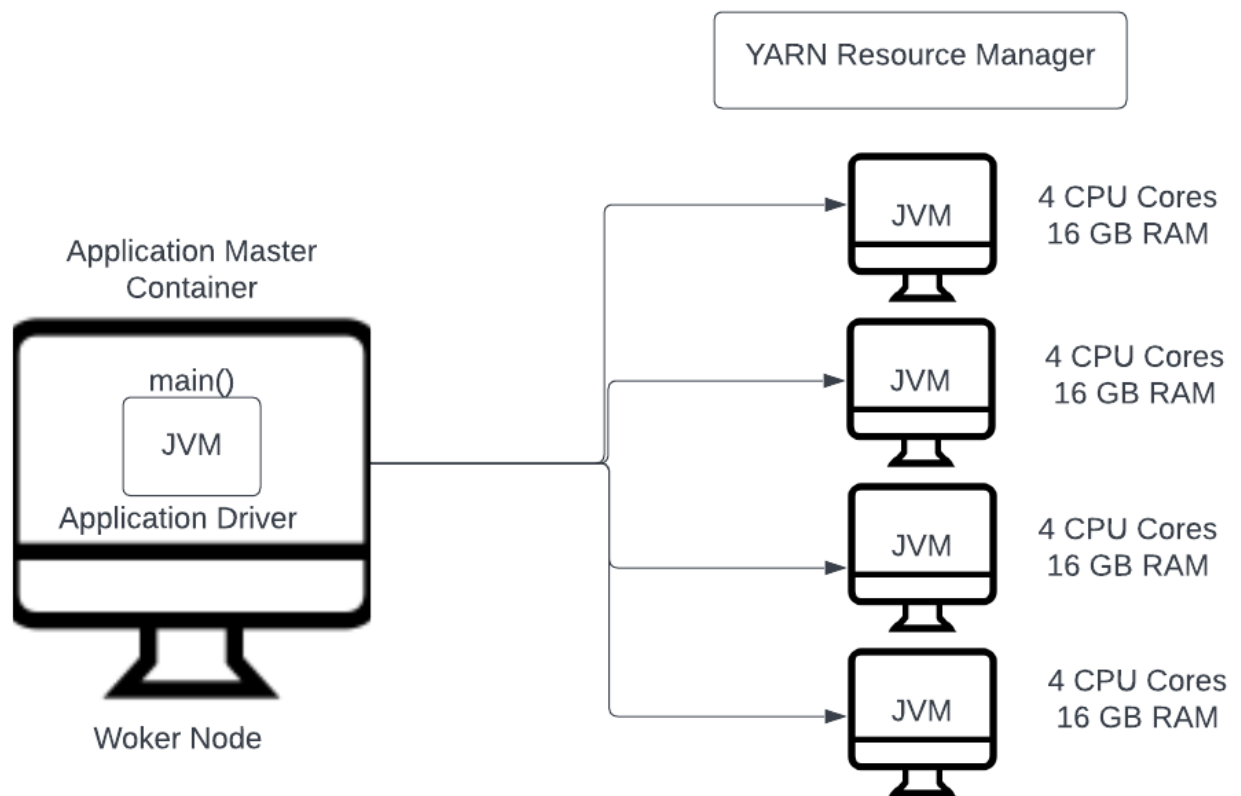 YARN Resource Manager
JVM
4 CPU Cores
16 GB RAM
Application Master
Container
main()
JVM
Application Driver
Woker Node
JVM
4 CPU Cores
16 GB RAM
JVM
4 CPU Cores
16 GB RAM
JVM
4 CPU Cores
16 GB RAM